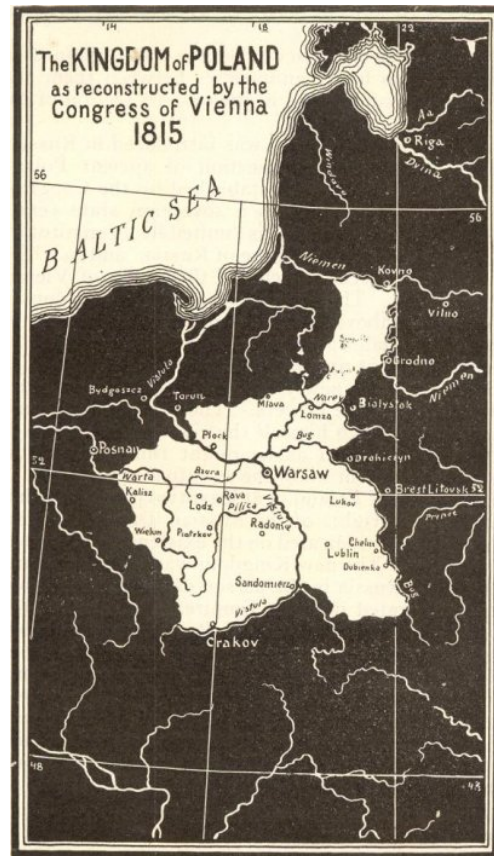 14
18
22
The KINGDOM of POLAND
as reconstructed by the
Congress of Vienna
1815
Aa
Riga
Dvina
Windawa
56
56
BALTIC SEA
Niemen
Kovno
Vilno
Grodno
Niemen
Vistula
Bydgoszcz
Torun
Mlava
Narev
Lomza
Bialystok
Plock
Bug
Drohiczyn
Posnan
52
Warta
Bzura
Warsaw
Brest Litovsk
52
Kalisz
Lodz
Rava
Pilica
Lukov
Wielun
Piotrkov
Radom
Lublin
Chelm
Dubienka
Bug
Sandomierz
Vistula
Cracov
48
48